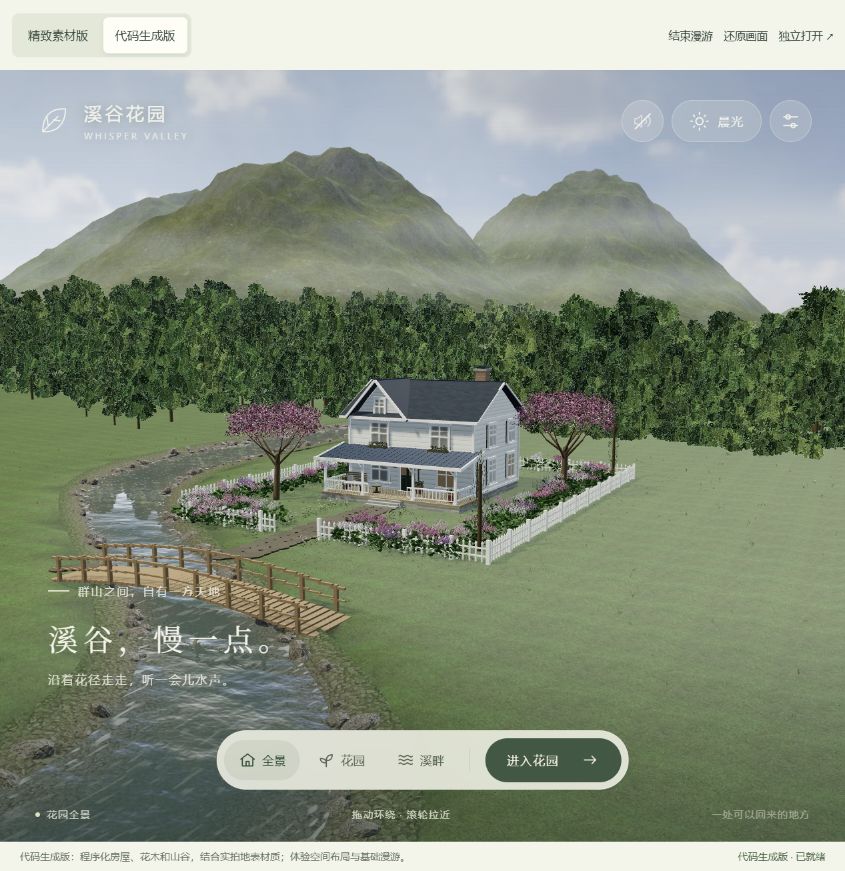 精致素材版 代码生成版 结束漫游 还原画面 独立打开 ↗
溪谷花园 晨光
WHISPER VALLEY
群山之间，自有一方天地
溪谷，慢一点。
沿着花径走走，听一会儿水声。
全景 花园 溪畔 进入花园 →
花园全景 拖动环绕 · 滚轮拉近 一处可以回来的地方
代码生成版：程序化房屋、花木和山谷，结合实拍地表材质；体验空间布局与基础漫游。 代码生成版 · 已就绪